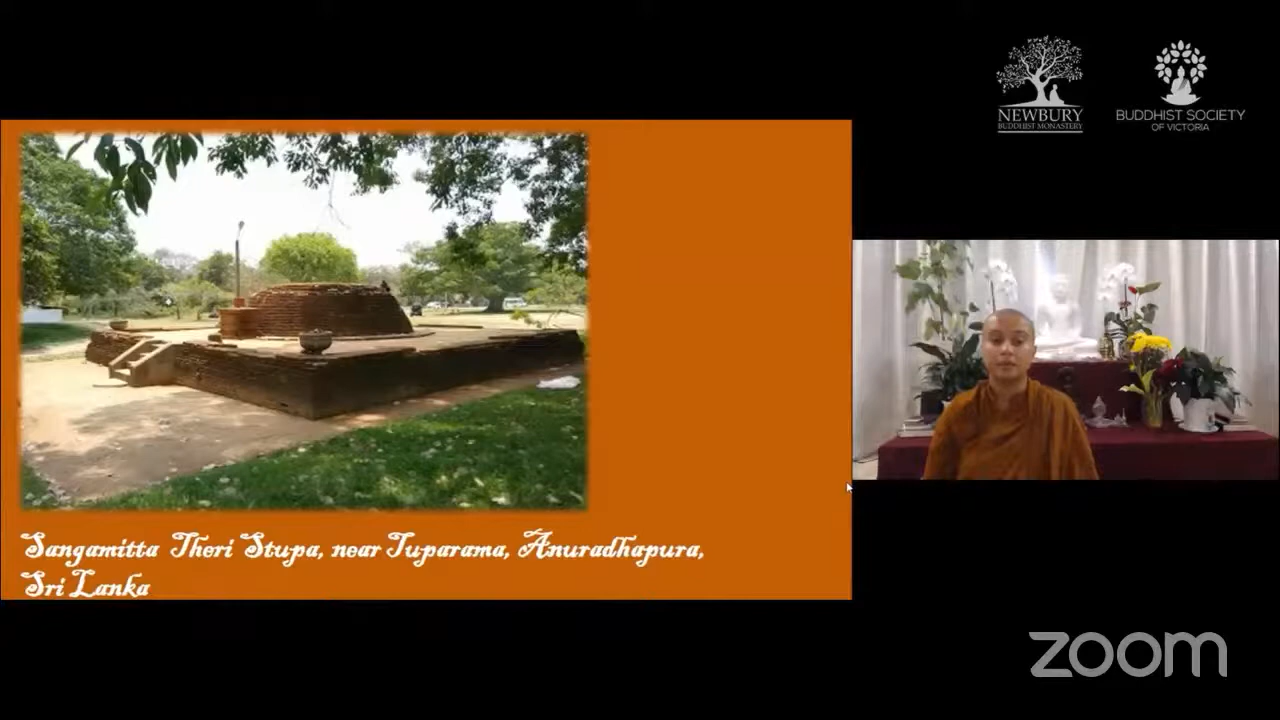 NEWBURY
BUDDHIST MONASTERY
BUDDHIST SOCIETY
OF VICTORIA
Sangamitta Theri Stupa, near Tuparama, Anuradhapura,
Sri Lanka
zoom